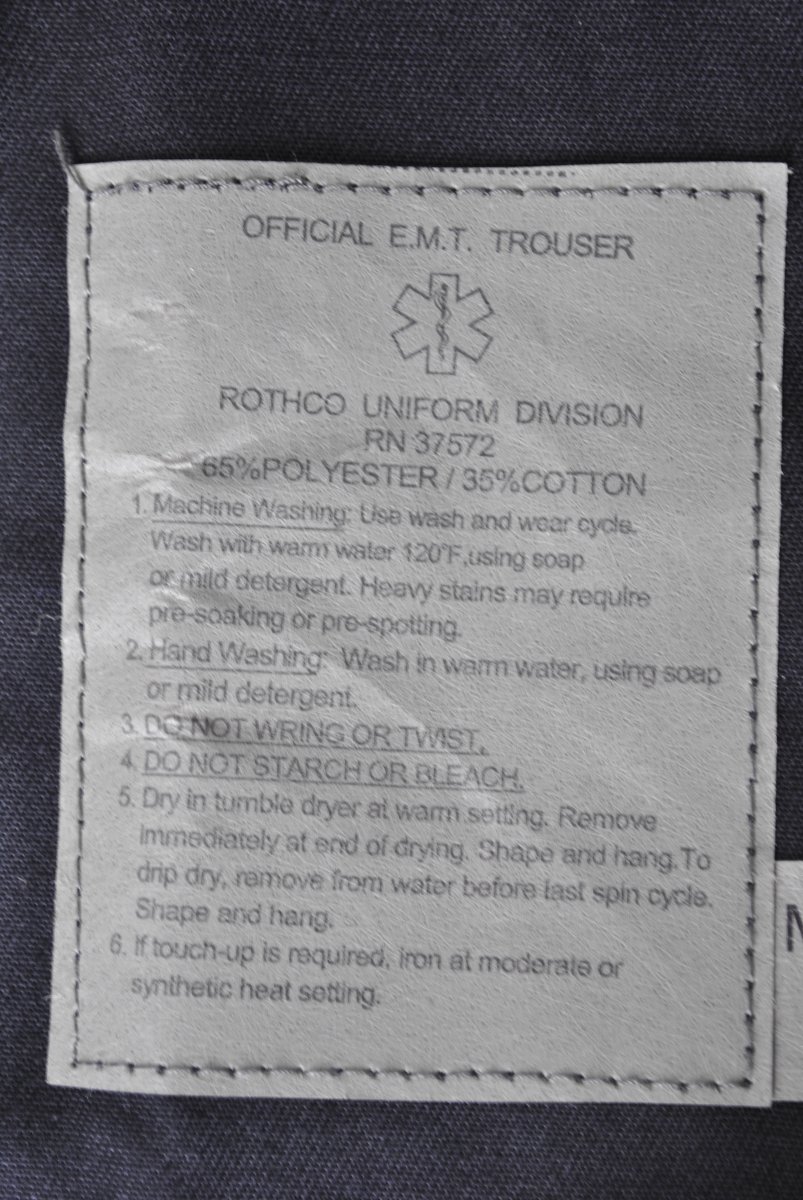 OFFICIAL E.M.T. TROUSER
ROTHCO UNIFORM DIVISION
RN 37572
65%POLYESTER / 35%COTTON
1. Machine Washing: Use wash and wear cycle.
Wash with warm water 120°F,using soap
or mild detergent. Heavy stains may require
pre-soaking or pre-spotting.
2. Hand Washing: Wash in warm water, using soap
or mild detergent.
3. DO NOT WRING OR TWIST.
4. DO NOT STARCH OR BLEACH.
5. Dry in tumble dryer at warm setting. Remove
immediately at end of drying. Shape and hang.To
drip dry, remove from water before last spin cycle.
Shape and hang.
6. If touch-up is required, iron at moderate or
synthetic heat setting.